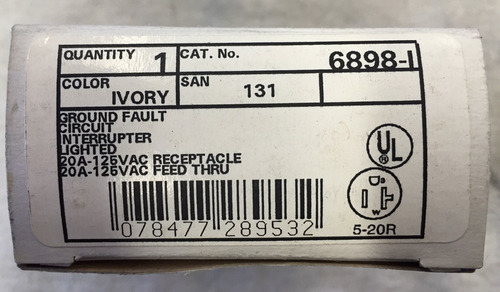 QUANTITY 1 CAT. No. 6898-I
COLOR IVORY SAN 131
GROUND FAULT
CIRCUIT
INTERRUPTER
LIGHTED
20A-125VAC RECEPTACLE
20A-125VAC FEED THRU
UL
®
G
W
078477 289532
5-20R